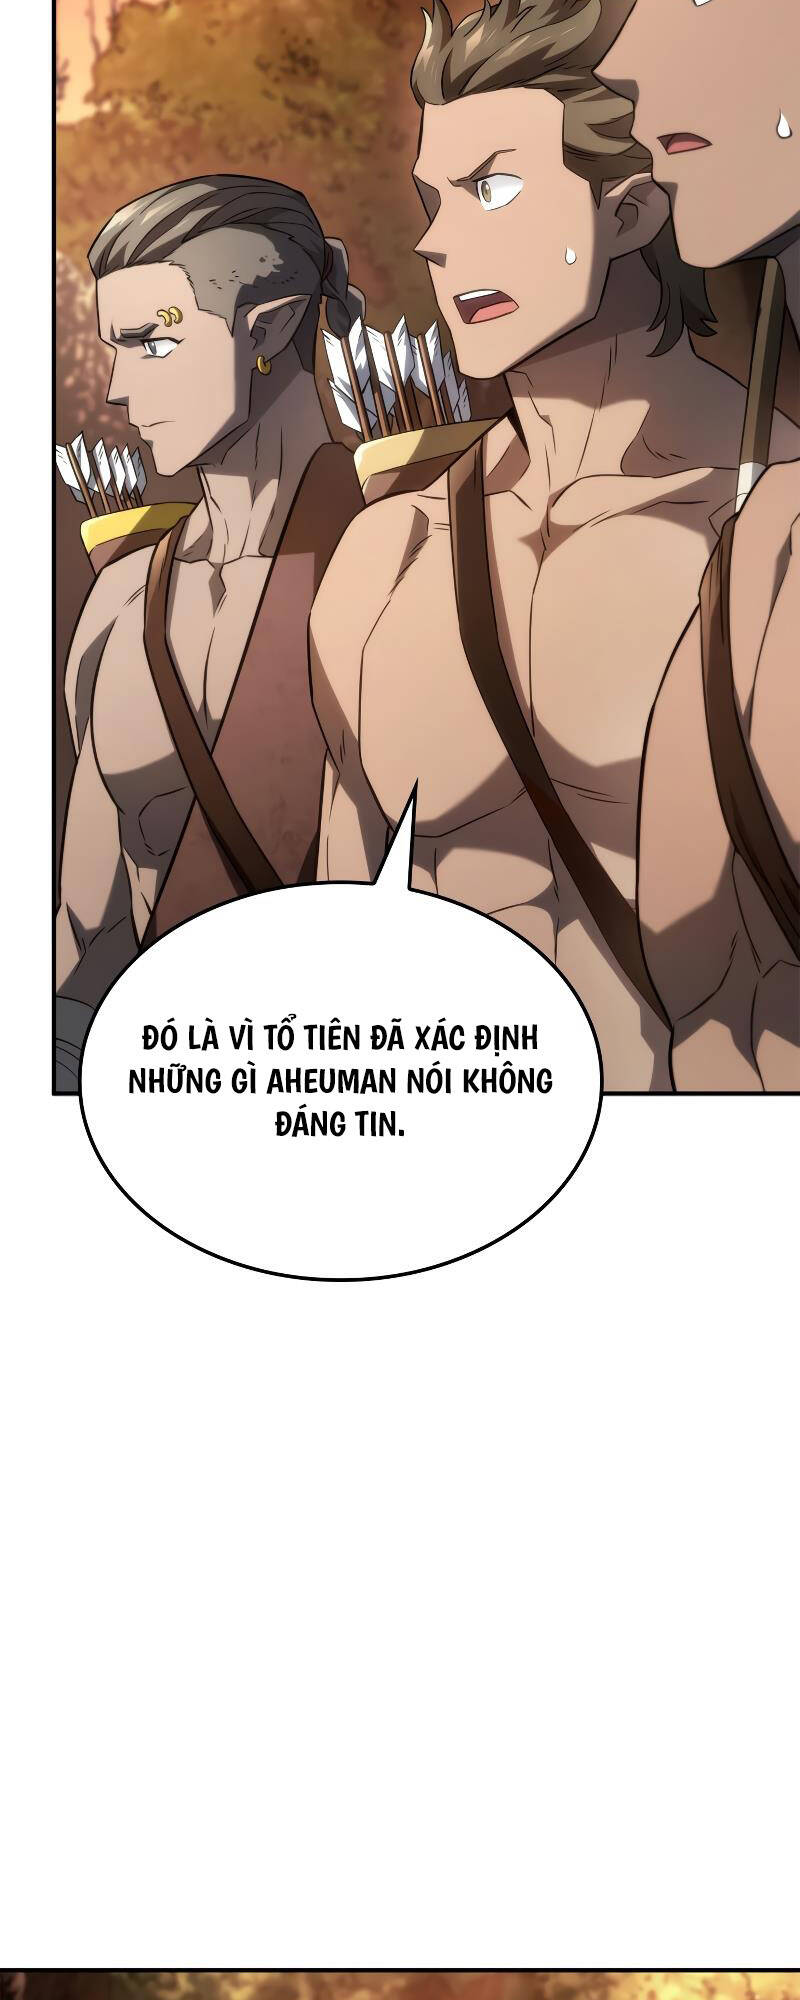 ĐÓ LÀ VÌ TỔ TIÊN ĐÃ XÁC ĐỊNH
NHỮNG GÌ AHEUMAN NÓI KHÔNG
ĐÁNG TIN.